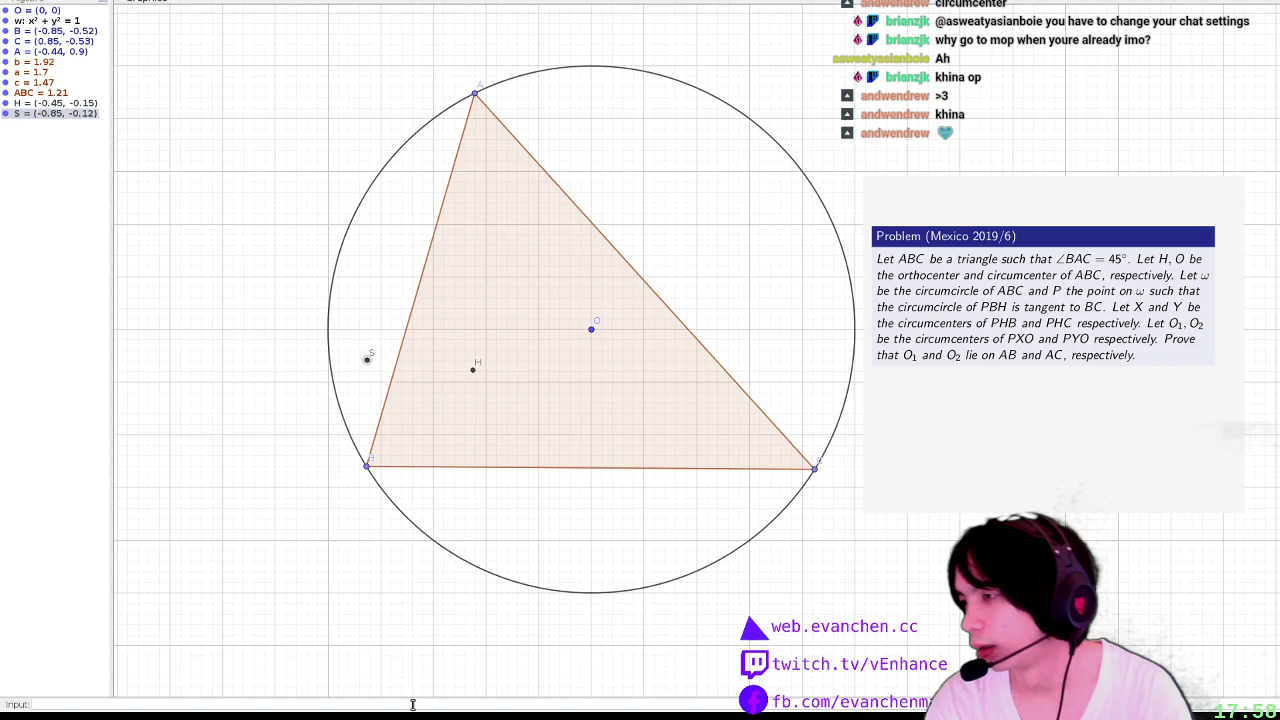 O = (0, 0)
w: x² + y² = 1
B = (-0.85, -0.52)
C = (0.85, -0.53)
A = (-0.44, 0.9)
b = 1.92
a = 1.7
c = 1.47
ABC = 1.21
H = (-0.45, -0.15)
S = (-0.85, -0.12)
A
O
S
H
B
C
Input:
andwendrew circumcenter
brianzjk @asweatyasianboie you have to change your chat settings
brianzjk why go to mop when youre already imo?
asweatyasianboie Ah
brianzjk khina op
andwendrew >3
andwendrew khina
andwendrew
Problem (Mexico 2019/6)
Let ABC be a triangle such that ∠BAC = 45°. Let H, O be
the orthocenter and circumcenter of ABC, respectively. Let ω
be the circumcircle of ABC and P the point on ω such that
the circumcircle of PBH is tangent to BC. Let X and Y be
the circumcenters of PHB and PHC respectively. Let O₁, O₂
be the circumcenters of PXO and PYO respectively. Prove
that O₁ and O₂ lie on AB and AC, respectively.
web.evanchen.cc
twitch.tv/vEnhance
17:58